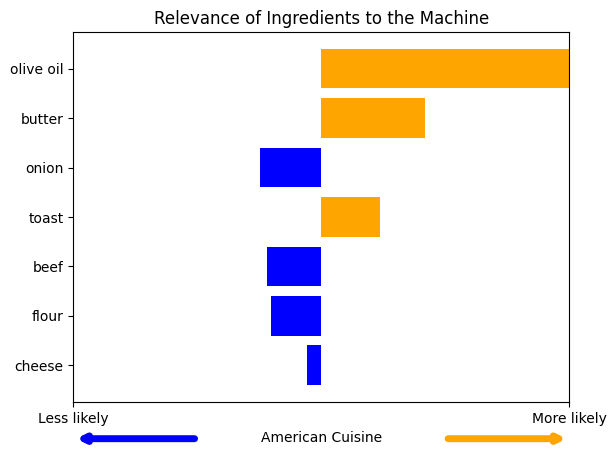 Relevance of Ingredients to the Machine
olive oil
butter
onion
toast
beef
flour
cheese
Less likely
More likely
American Cuisine